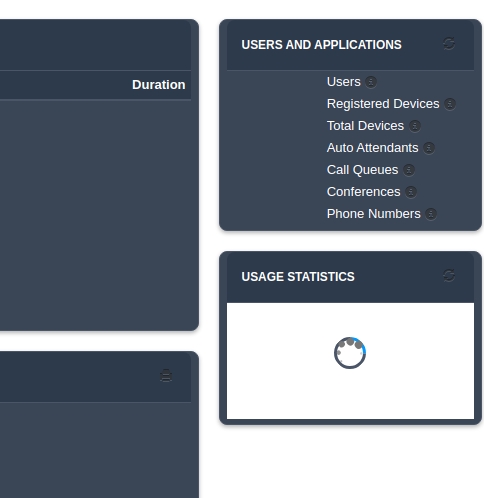 Duration
USERS AND APPLICATIONS
Users
Registered Devices
Total Devices
Auto Attendants
Call Queues
Conferences
Phone Numbers
USAGE STATISTICS